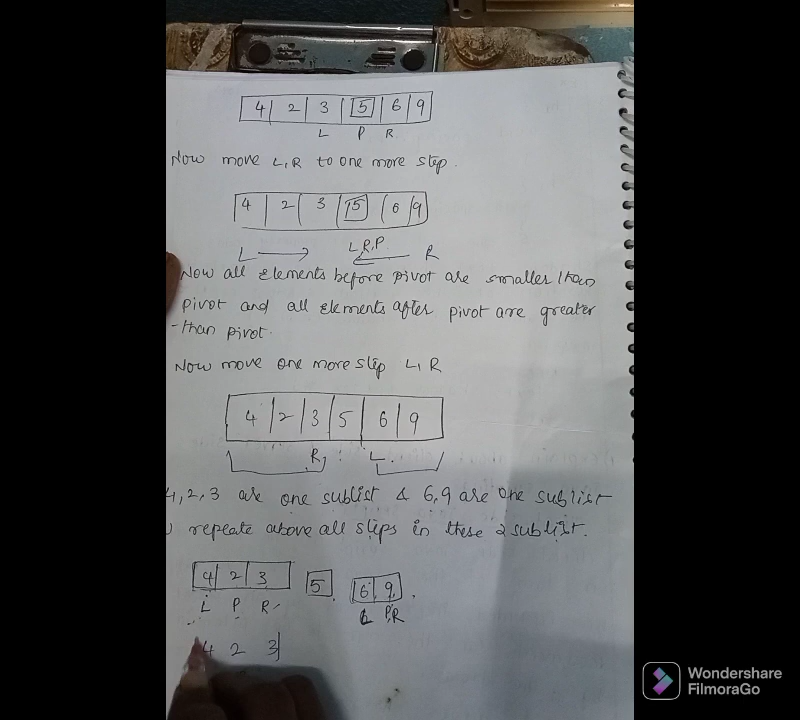 4 2 3 5 6 9
L P R
Now move L,R to one more step.
4 2 3 5 6 9
L L,R,P R
Now all elements before pivot are smaller than
pivot and all elements after pivot are greater
than pivot.
Now move one more step L,R
4 2 3 5 6 9
R L
4,2,3 are one sublist & 6,9 are one sublist
repeate above all steps in these 2 sublist.
4 2 3 5 6 9
L P R L P,R
4 2 3
Wondershare
FilmoraGo